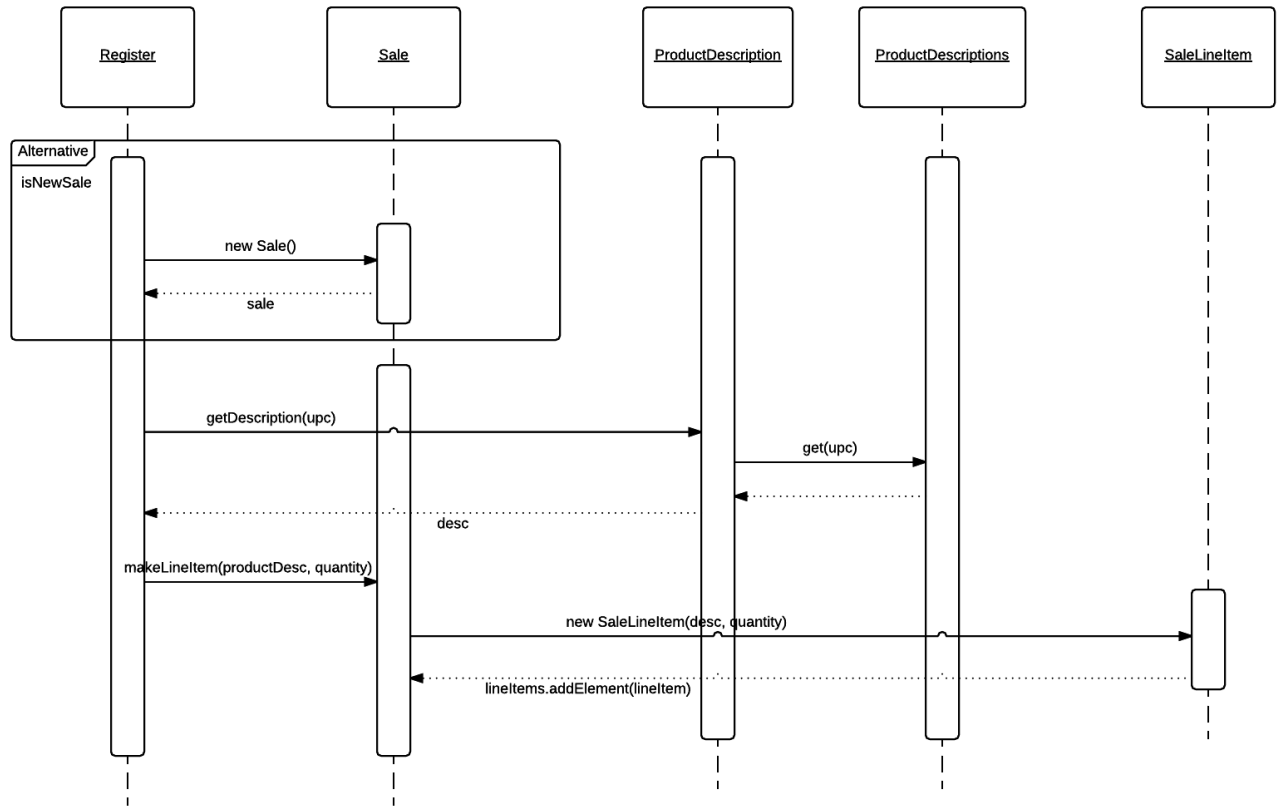 Register
Sale
ProductDescription
ProductDescriptions
SaleLineItem
Alternative
isNewSale
new Sale()
sale
getDescription(upc)
get(upc)
desc
makeLineItem(productDesc, quantity)
new SaleLineItem(desc, quantity)
lineItems.addElement(lineItem)